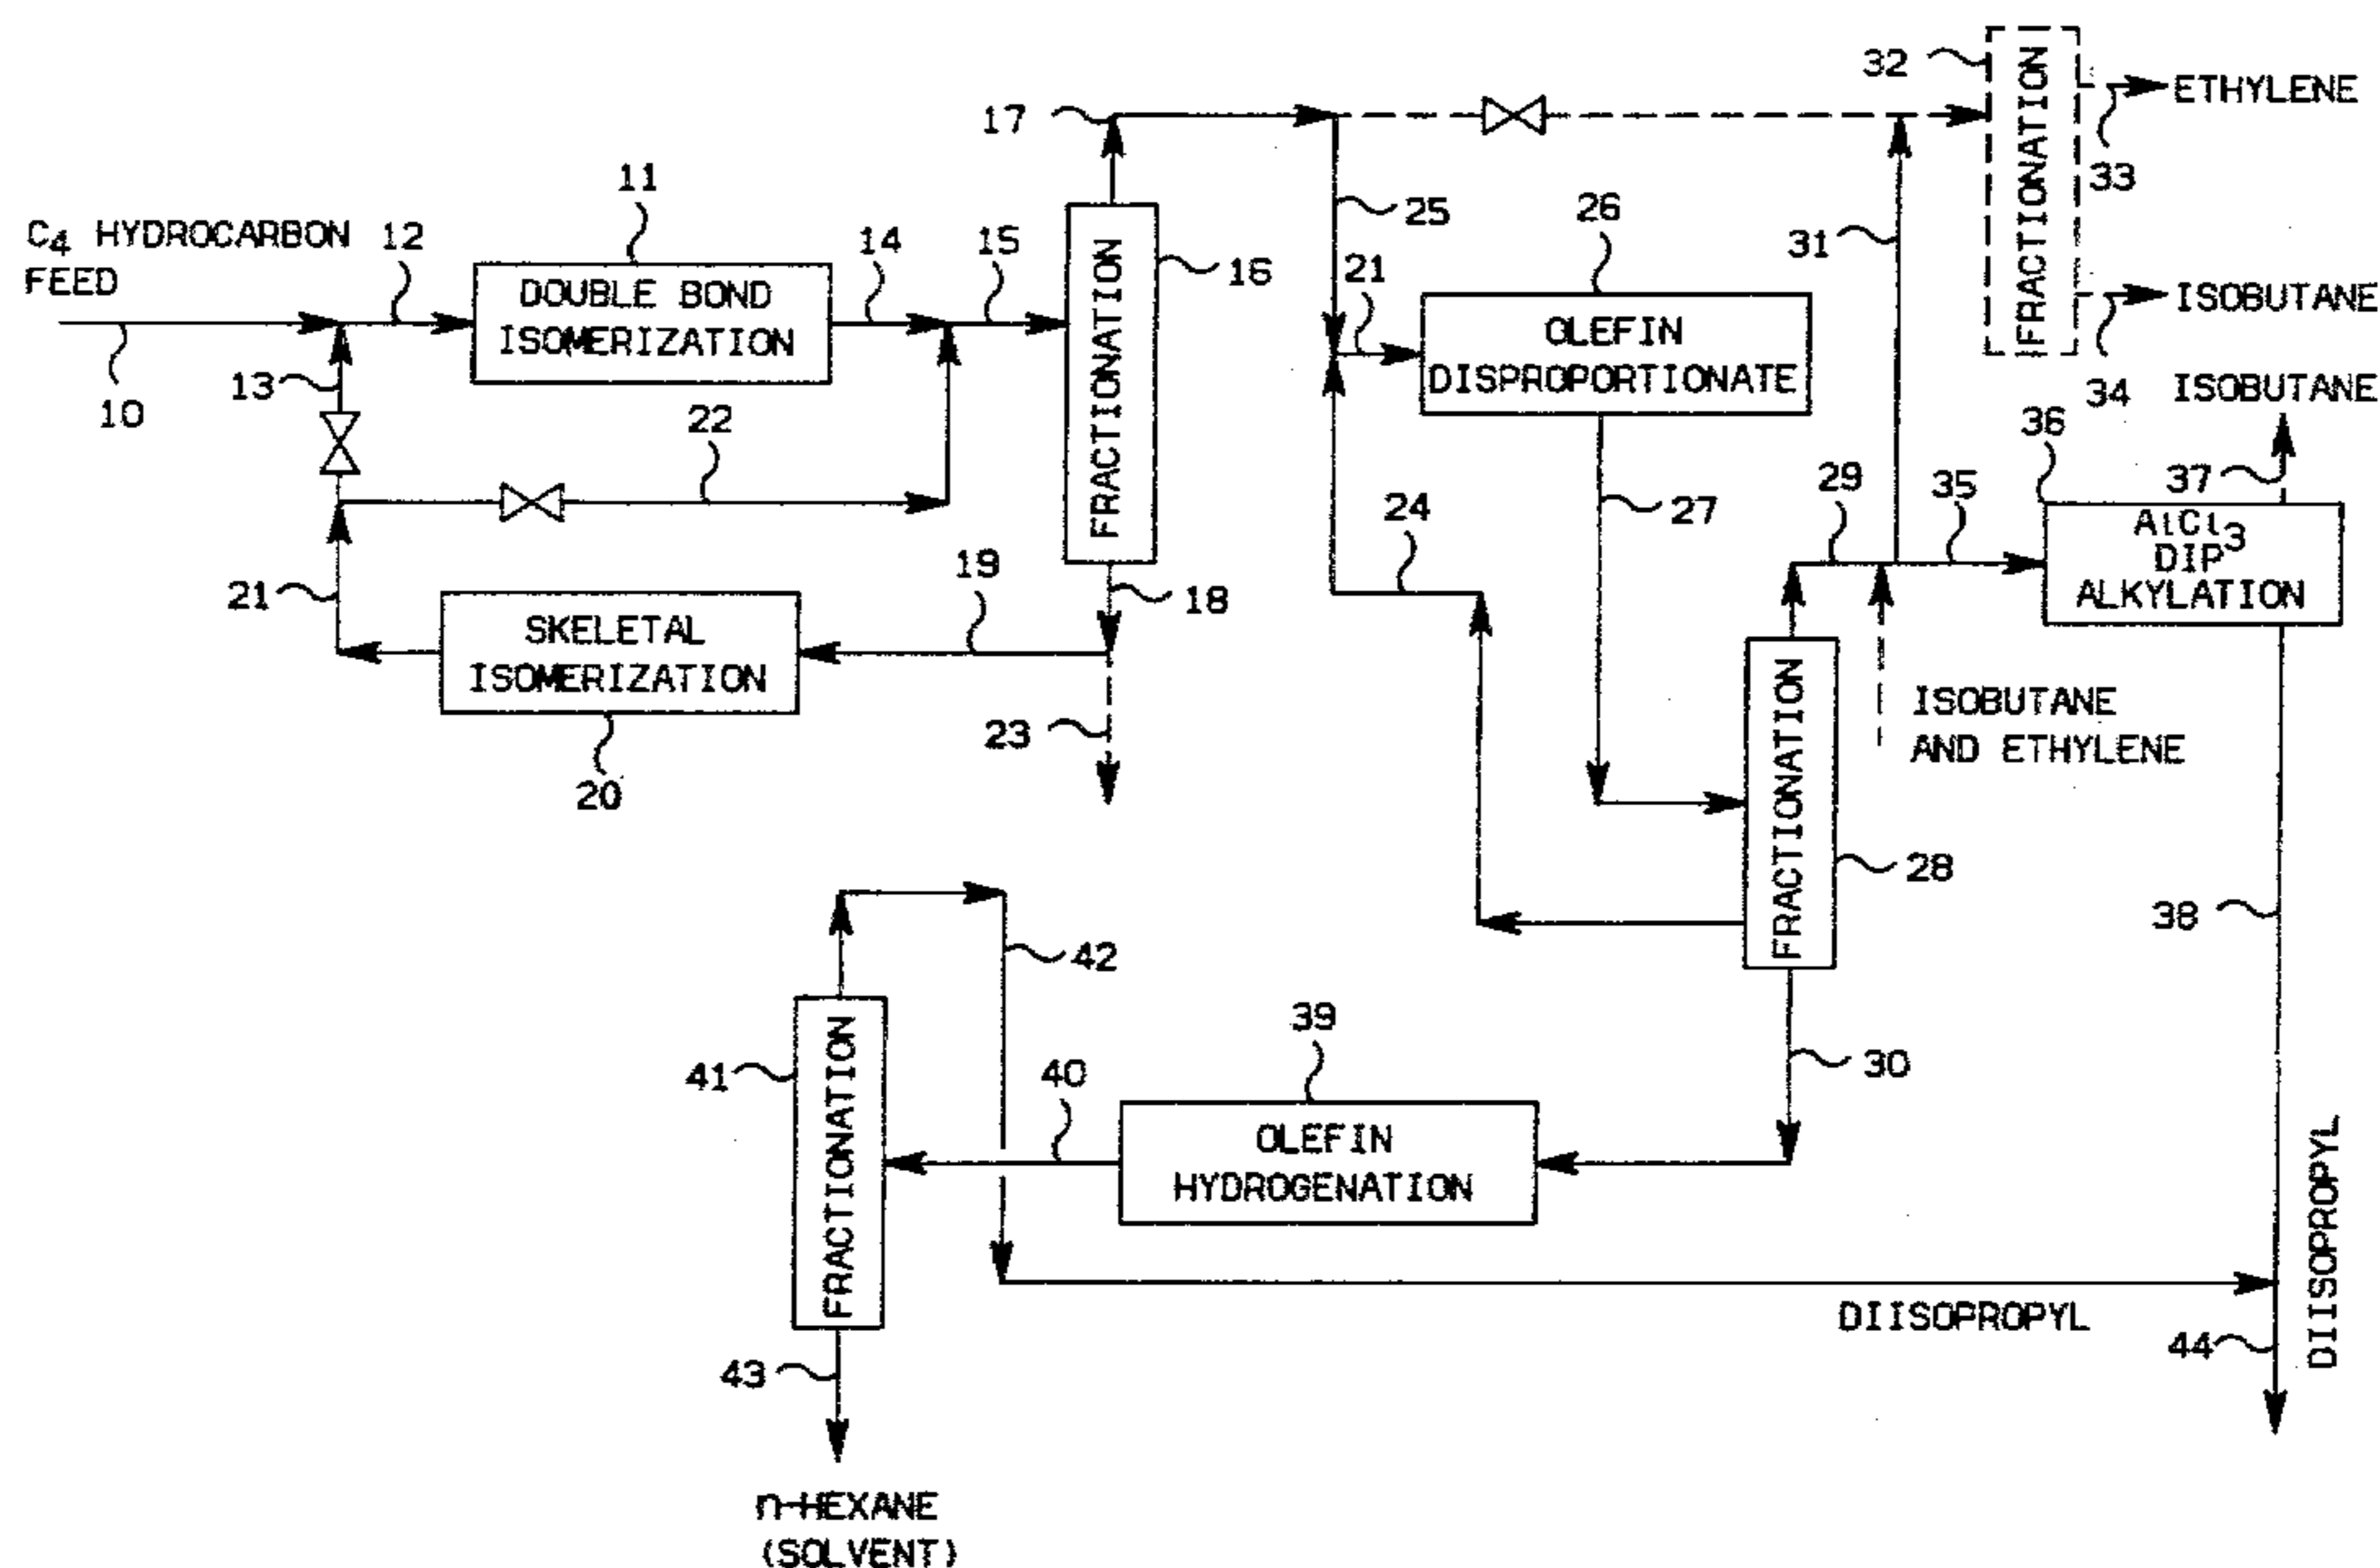 C4 HYDROCARBON
FEED
10
12
13
11
DOUBLE BOND
ISOMERIZATION
14
15
22
21
SKELETAL
ISOMERIZATION
20
19
17
FRACTIONATION
16
18
23
25
21
26
OLEFIN
DISPROPORTIONATE
24
27
31
32
FRACTIONATION
ETHYLENE
33
ISOBUTANE
34
ISOBUTANE
36
37
29
35
AlCl3
DIP
ALKYLATION
ISOBUTANE
AND ETHYLENE
FRACTIONATION
28
38
30
39
OLEFIN
HYDROGENATION
40
41
FRACTIONATION
42
43
n-HEXANE
(SOLVENT)
DIISOPROPYL
44
DIISOPROPYL